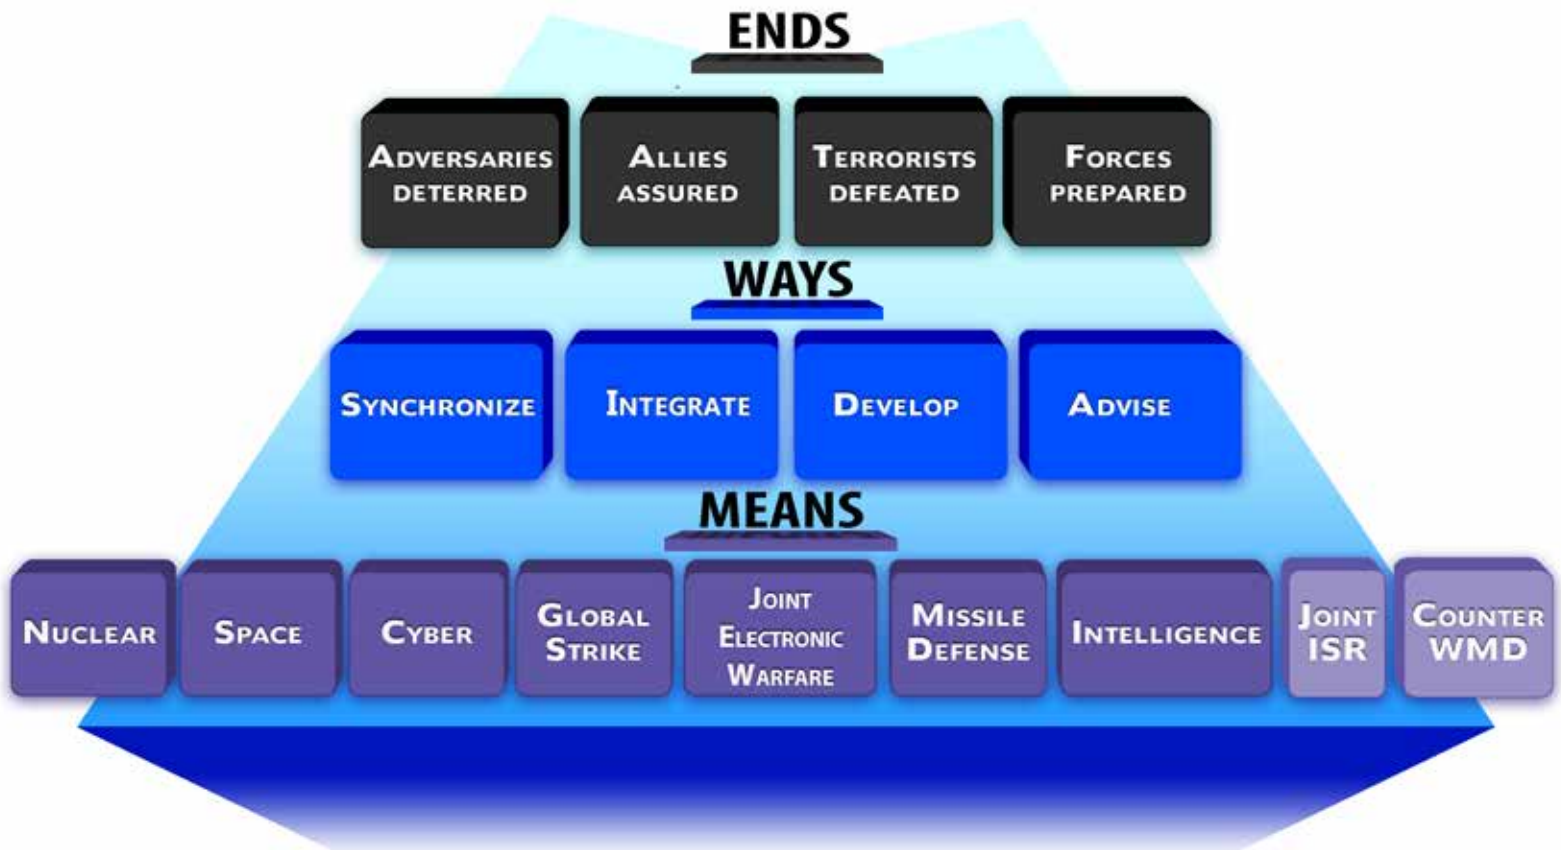 ENDS
ADVERSARIES
DETERRED
ALLIES
ASSURED
TERRORISTS
DEFEATED
FORCES
PREPARED
WAYS
SYNCHRONIZE
INTEGRATE
DEVELOP
ADVISE
MEANS
NUCLEAR
SPACE
CYBER
GLOBAL
STRIKE
JOINT
ELECTRONIC
WARFARE
MISSILE
DEFENSE
INTELLIGENCE
JOINT
ISR
COUNTER
WMD